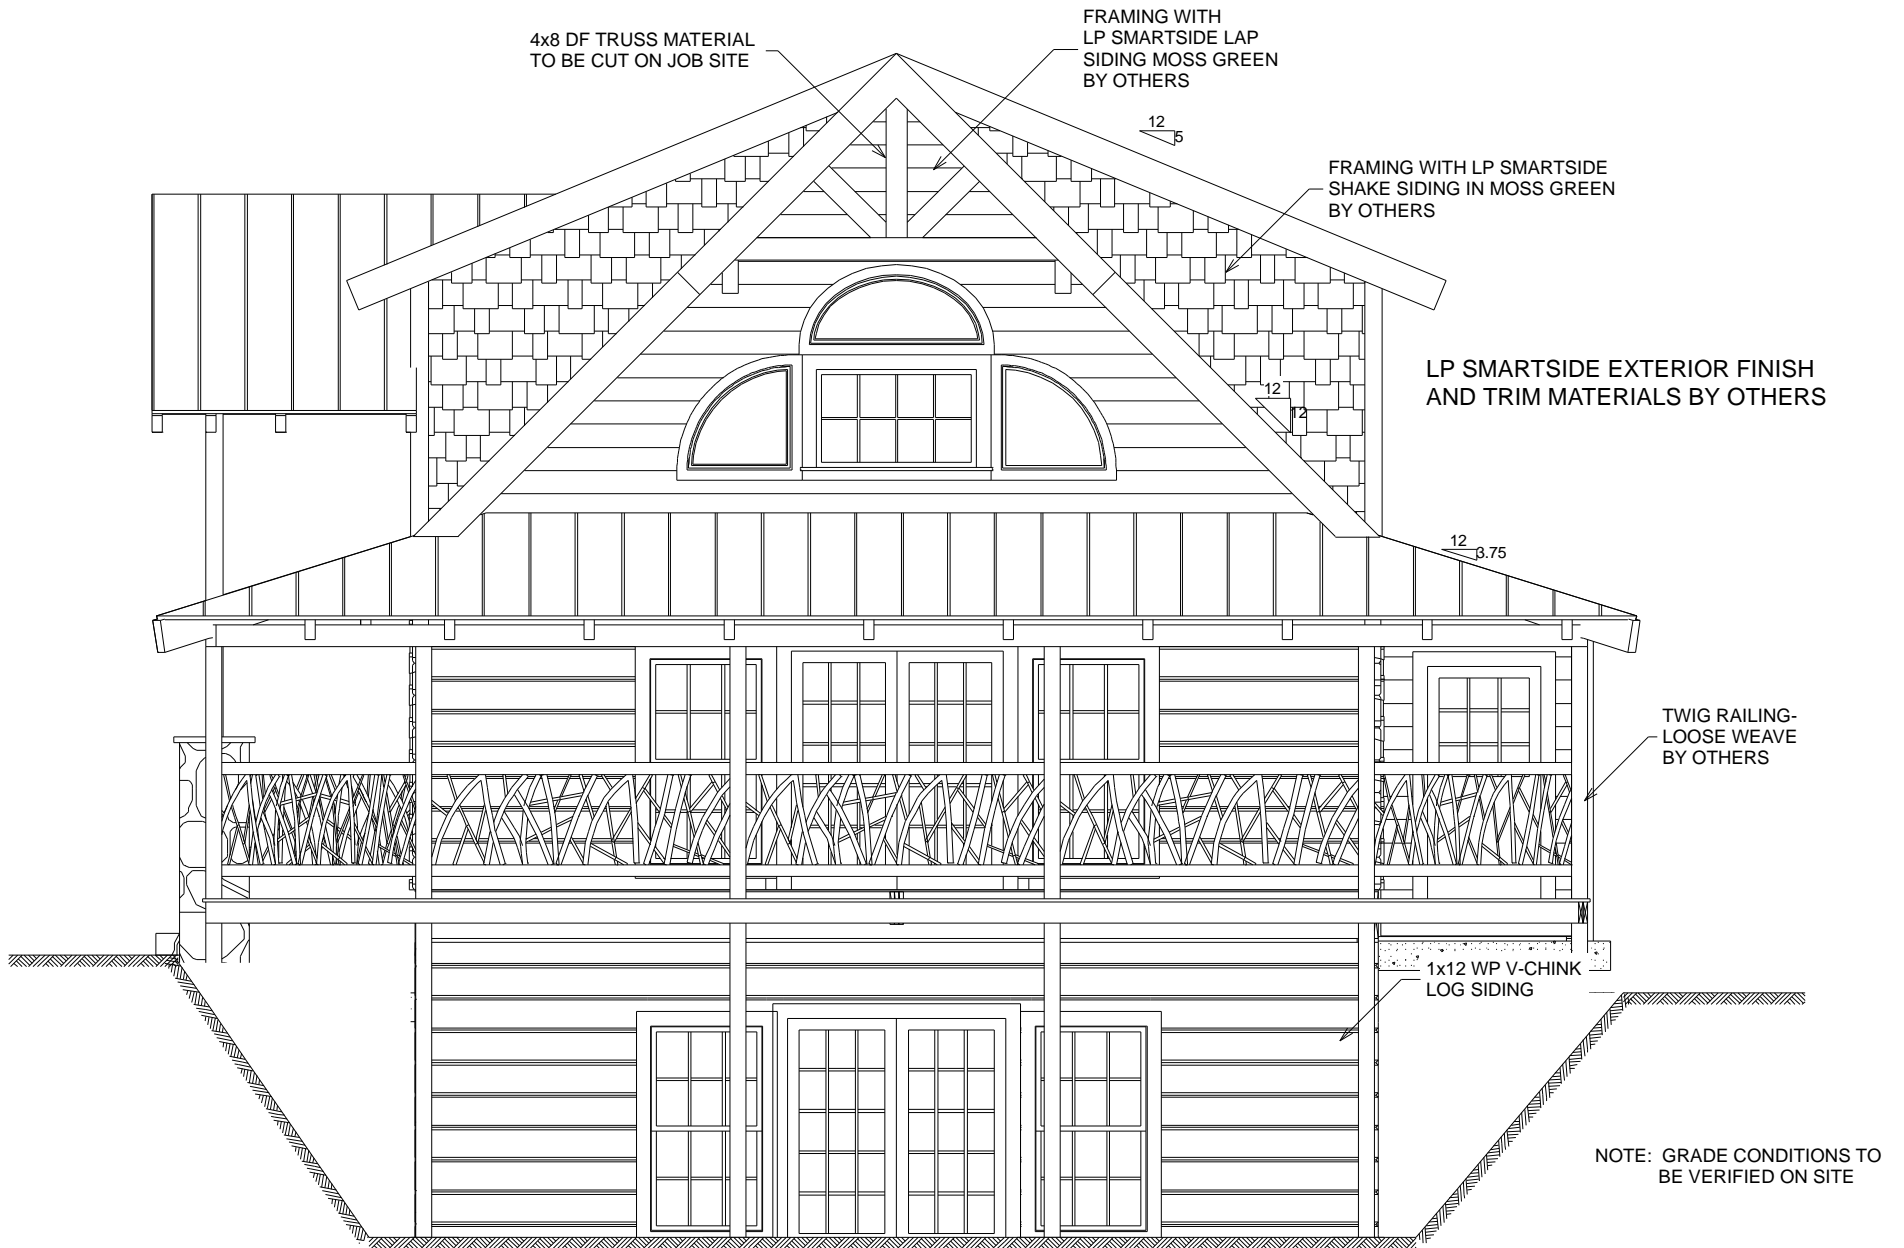 FRAMING WITH
LP SMARTSIDE LAP
SIDING MOSS GREEN
BY OTHERS
4x8 DF TRUSS MATERIAL
TO BE CUT ON JOB SITE
12
5
FRAMING WITH LP SMARTSIDE
SHAKE SIDING IN MOSS GREEN
BY OTHERS
LP SMARTSIDE EXTERIOR FINISH
AND TRIM MATERIALS BY OTHERS
12
12
12
3.75
TWIG RAILING-
LOOSE WEAVE
BY OTHERS
1x12 WP V-CHINK
LOG SIDING
NOTE: GRADE CONDITIONS TO
BE VERIFIED ON SITE